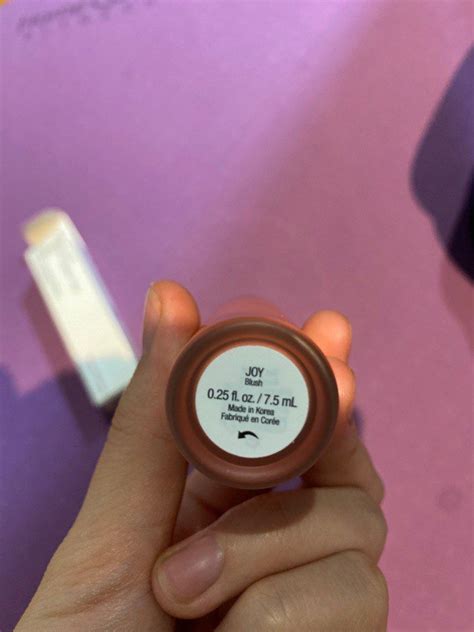 JOY
Blush
0.25 fl. oz. / 7.5 mL
Made in Korea
Fabriqué en Corée